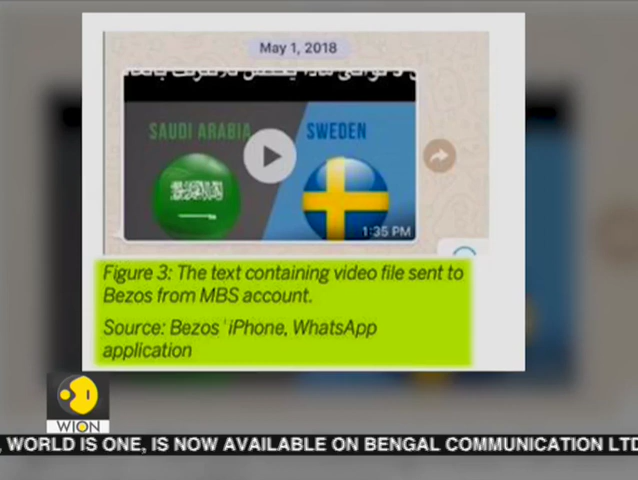 May 1, 2018
SAUDI ARABIA
SWEDEN
1:35 PM
Figure 3: The text containing video file sent to
Bezos from MBS account.
Source: Bezos' iPhone, WhatsApp
application
WION
, WORLD IS ONE, IS NOW AVAILABLE ON BENGAL COMMUNICATION LTD